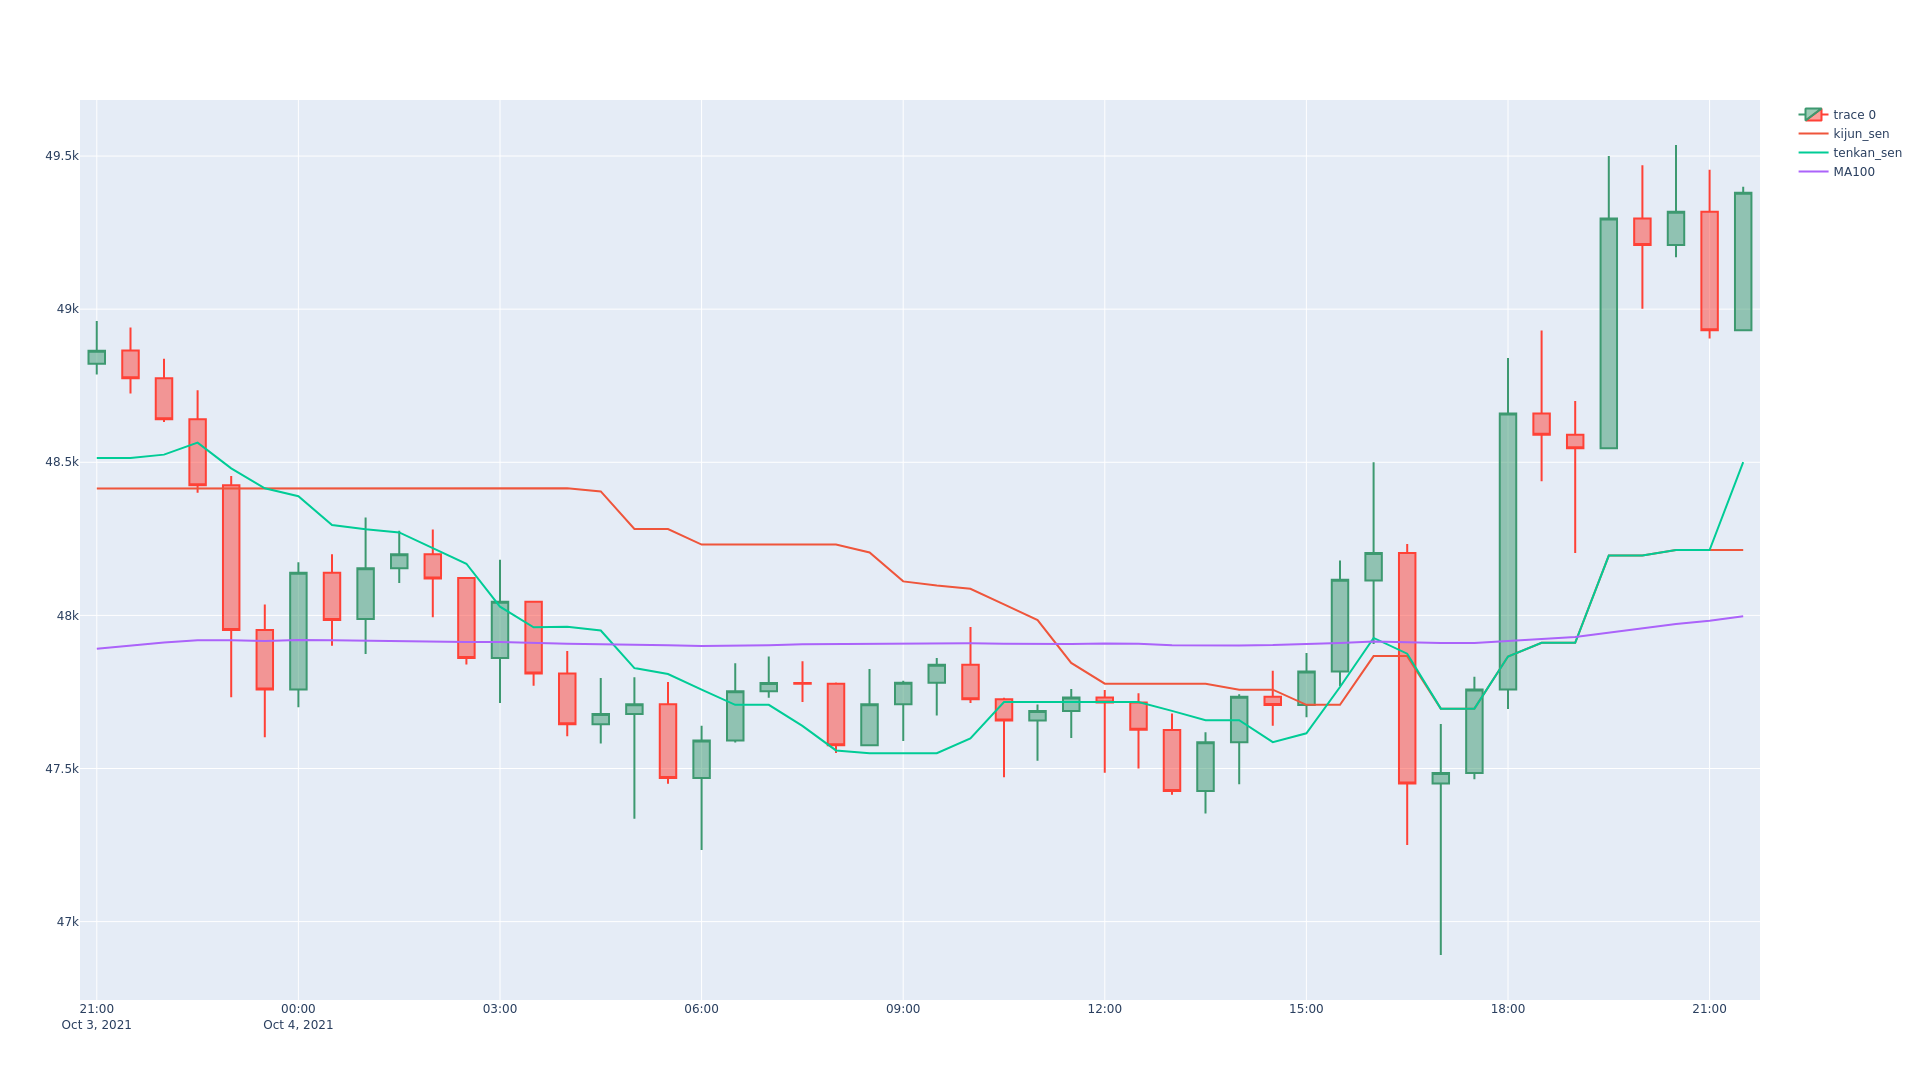 trace 0
kijun_sen
tenkan_sen
MA100
49.5k
49k
48.5k
48k
47.5k
47k
21:00 00:00 03:00 06:00 09:00 12:00 15:00 18:00 21:00
Oct 3, 2021 Oct 4, 2021